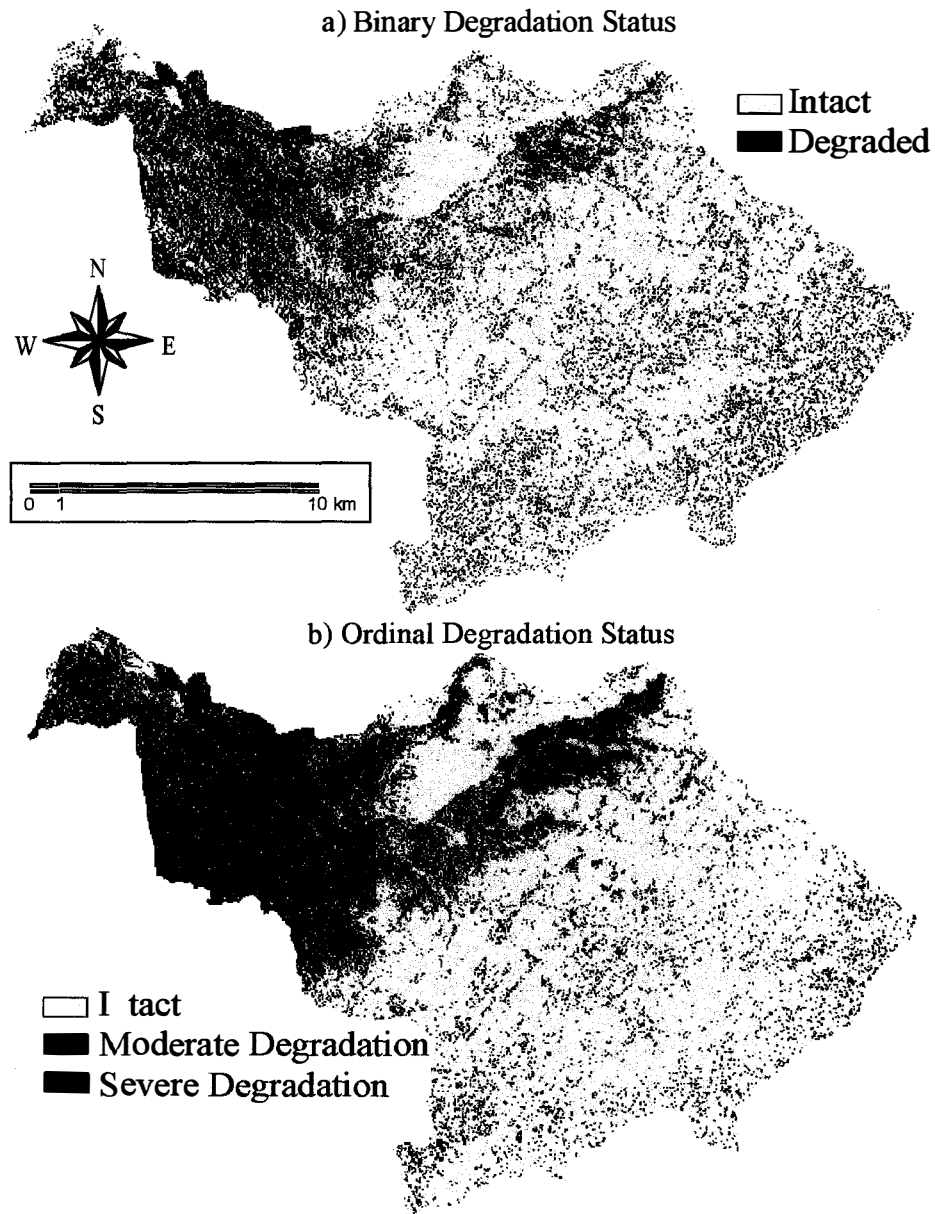 a) Binary Degradation Status
Intact
Degraded
N
W E
S
0 1 10 km
b) Ordinal Degradation Status
I tact
Moderate Degradation
Severe Degradation